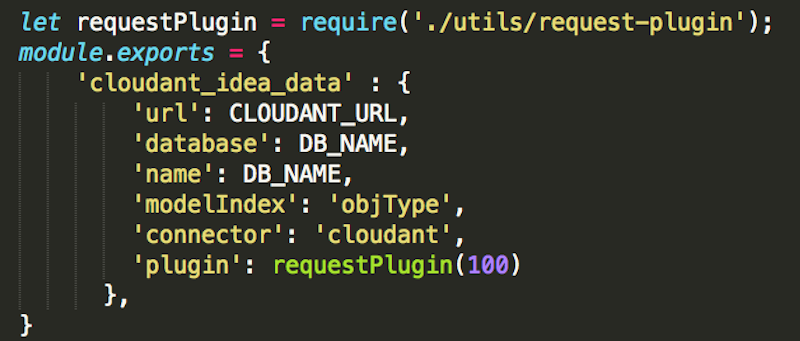 let requestPlugin = require('./utils/request-plugin');
module.exports = {
    'cloudant_idea_data' : {
        'url': CLOUDANT_URL,
        'database': DB_NAME,
        'name': DB_NAME,
        'modelIndex': 'objType',
        'connector': 'cloudant',
        'plugin': requestPlugin(100)
      },
}